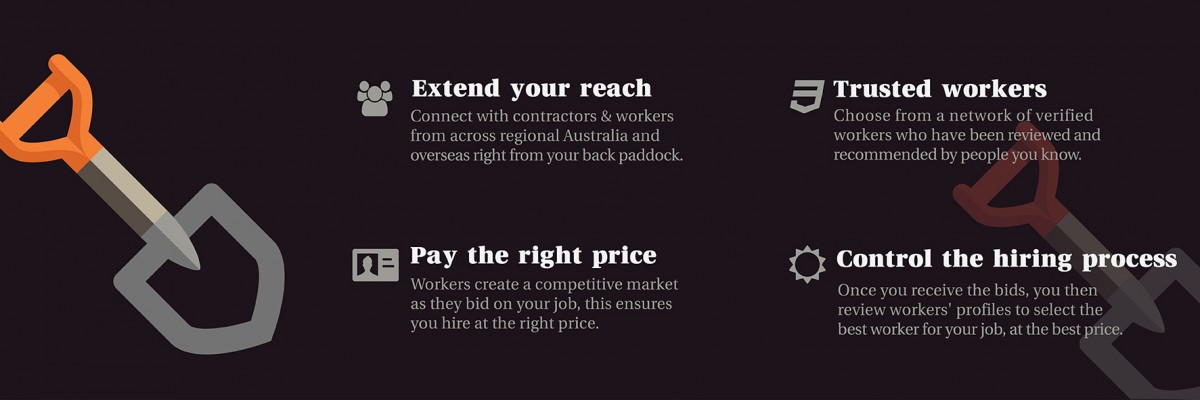 Extend your reach
Connect with contractors & workers
from across regional Australia and
overseas right from your back paddock.
Trusted workers
Choose from a network of verified
workers who have been reviewed and
recommended by people you know.
Pay the right price
Workers create a competitive market
as they bid on your job, this ensures
you hire at the right price.
Control the hiring process
Once you receive the bids, you then
review workers' profiles to select the
best worker for your job, at the best price.